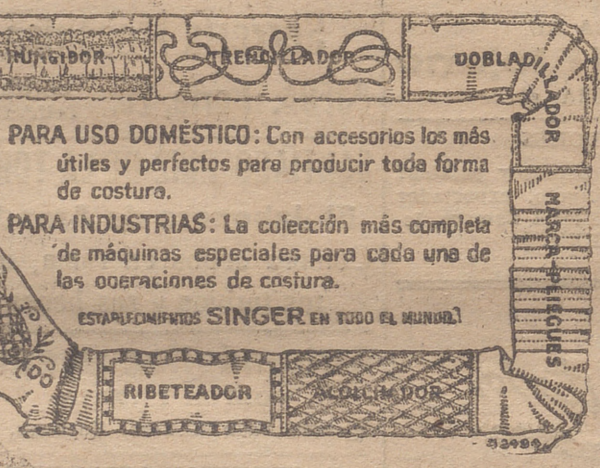 FRUNCIDOR TRENCILLADOR DOBLADILLADOR
PARA USO DOMÉSTICO: Con accesorios los más
útiles y perfectos para producir toda forma
de costura.
PARA INDUSTRIAS: La colección más completa
de máquinas especiales para cada una de
las operaciones de costura.
ESTABLECIMIENTOS SINGER EN TODO EL MUNDO.
MARCA-PLIEGUES
RIBETEADOR ACOLCHADOR